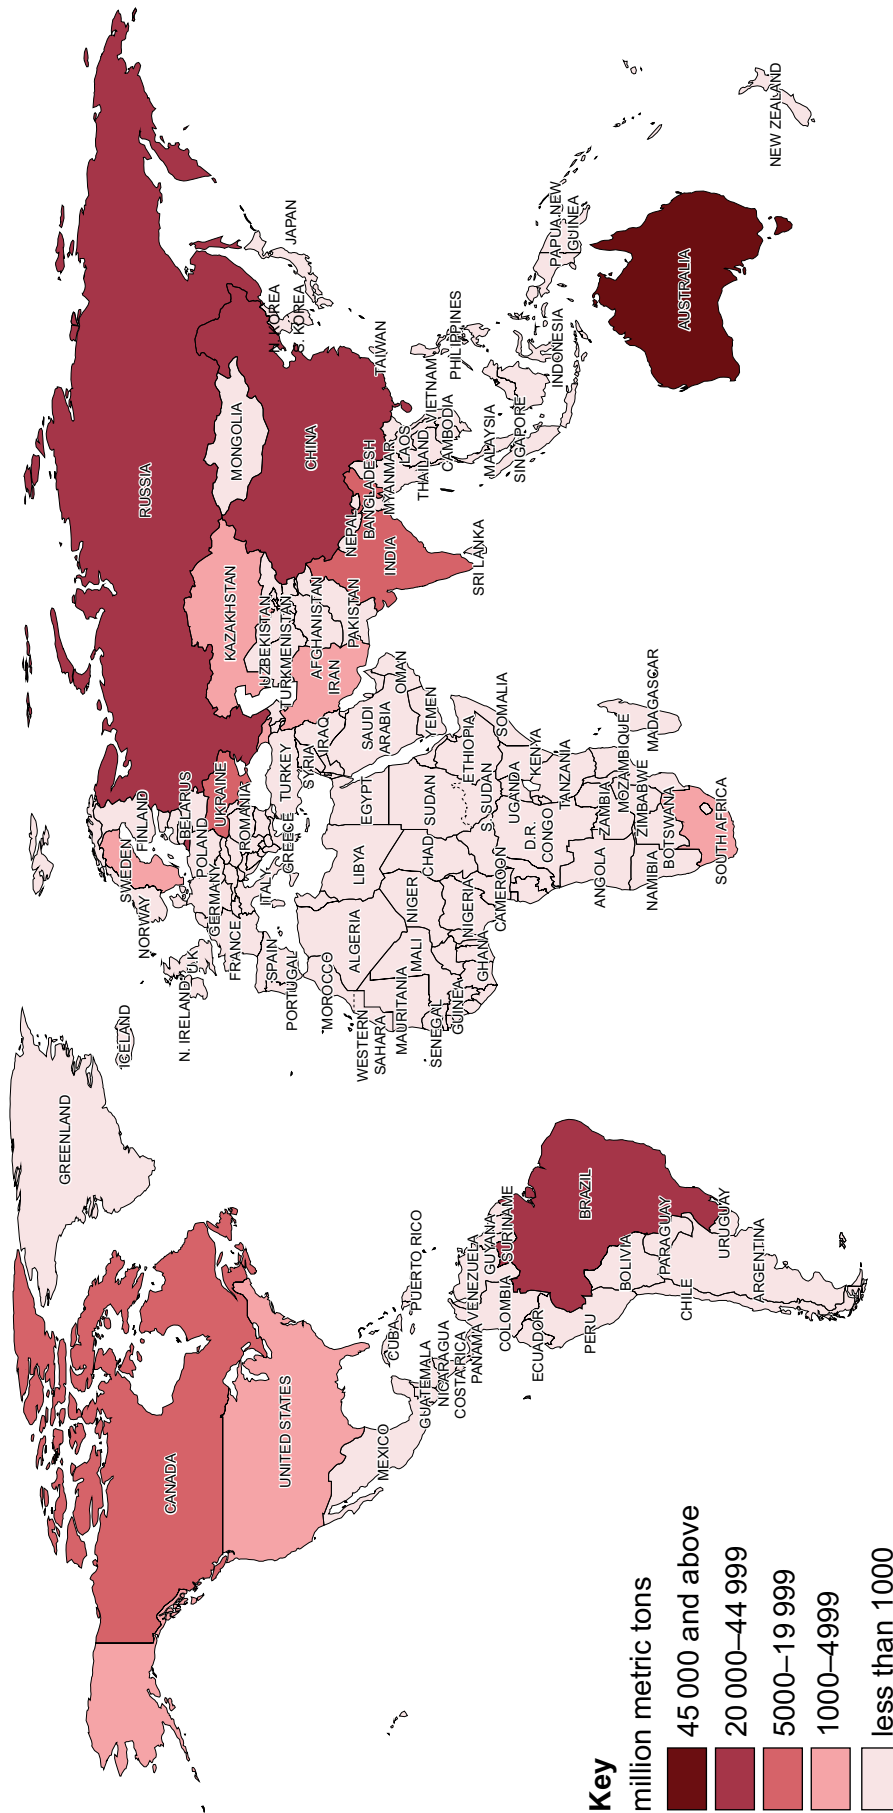 GREENLAND
ICELAND
CANADA
UNITED STATES
MEXICO
CUBA
PUERTO RICO
GUATEMALA
NICARAGUA
COSTA RICA
PANAMA
VENEZUELA
GUYANA
SURINAME
COLOMBIA
ECUADOR
PERU
BRAZIL
BOLIVIA
PARAGUAY
CHILE
URUGUAY
ARGENTINA
NORWAY
SWEDEN
FINLAND
N. IRELAND
U.K
BELARUS
POLAND
GERMANY
UKRAINE
FRANCE
ROMANIA
SPAIN
ITALY
GREECE
PORTUGAL
TURKEY
SYRIA
IRAQ
MOROCCO
ALGERIA
LIBYA
EGYPT
WESTERN
SAHARA
MAURITANIA
MALI
NIGER
CHAD
SUDAN
SENEGAL
GUINEA
GHANA
NIGERIA
CAMEROON
S. SUDAN
ETHIOPIA
SOMALIA
UGANDA
KENYA
D.R.
CONGO
TANZANIA
ANGOLA
ZAMBIA
MOZAMBIQUE
ZIMBABWE
NAMIBIA
BOTSWANA
MADAGASCAR
SOUTH AFRICA
SAUDI
ARABIA
OMAN
YEMEN
RUSSIA
KAZAKHSTAN
UZBEKISTAN
TURKMENISTAN
AFGHANISTAN
IRAN
PAKISTAN
MONGOLIA
CHINA
N. KOREA
S. KOREA
JAPAN
NEPAL
BANGLADESH
INDIA
MYANMAR
LAOS
TAIWAN
THAILAND
VIETNAM
CAMBODIA
PHILIPPINES
SRI LANKA
MALAYSIA
SINGAPORE
INDONESIA
PAPUA NEW
GUINEA
AUSTRALIA
NEW ZEALAND
Key
million metric tons
45 000 and above
20 000–44 999
5000–19 999
1000–4999
less than 1000